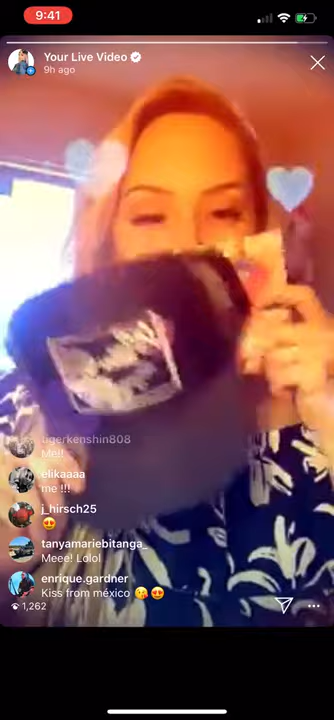 9:41
Your Live Video
9h ago
tigerkenshin808
Me!!
elikaaaa
me !!!
j_hirsch25
😍
tanyamariebitanga_
Meee! Lolol
enrique.gardner
Kiss from méxico 😘😍
1,262